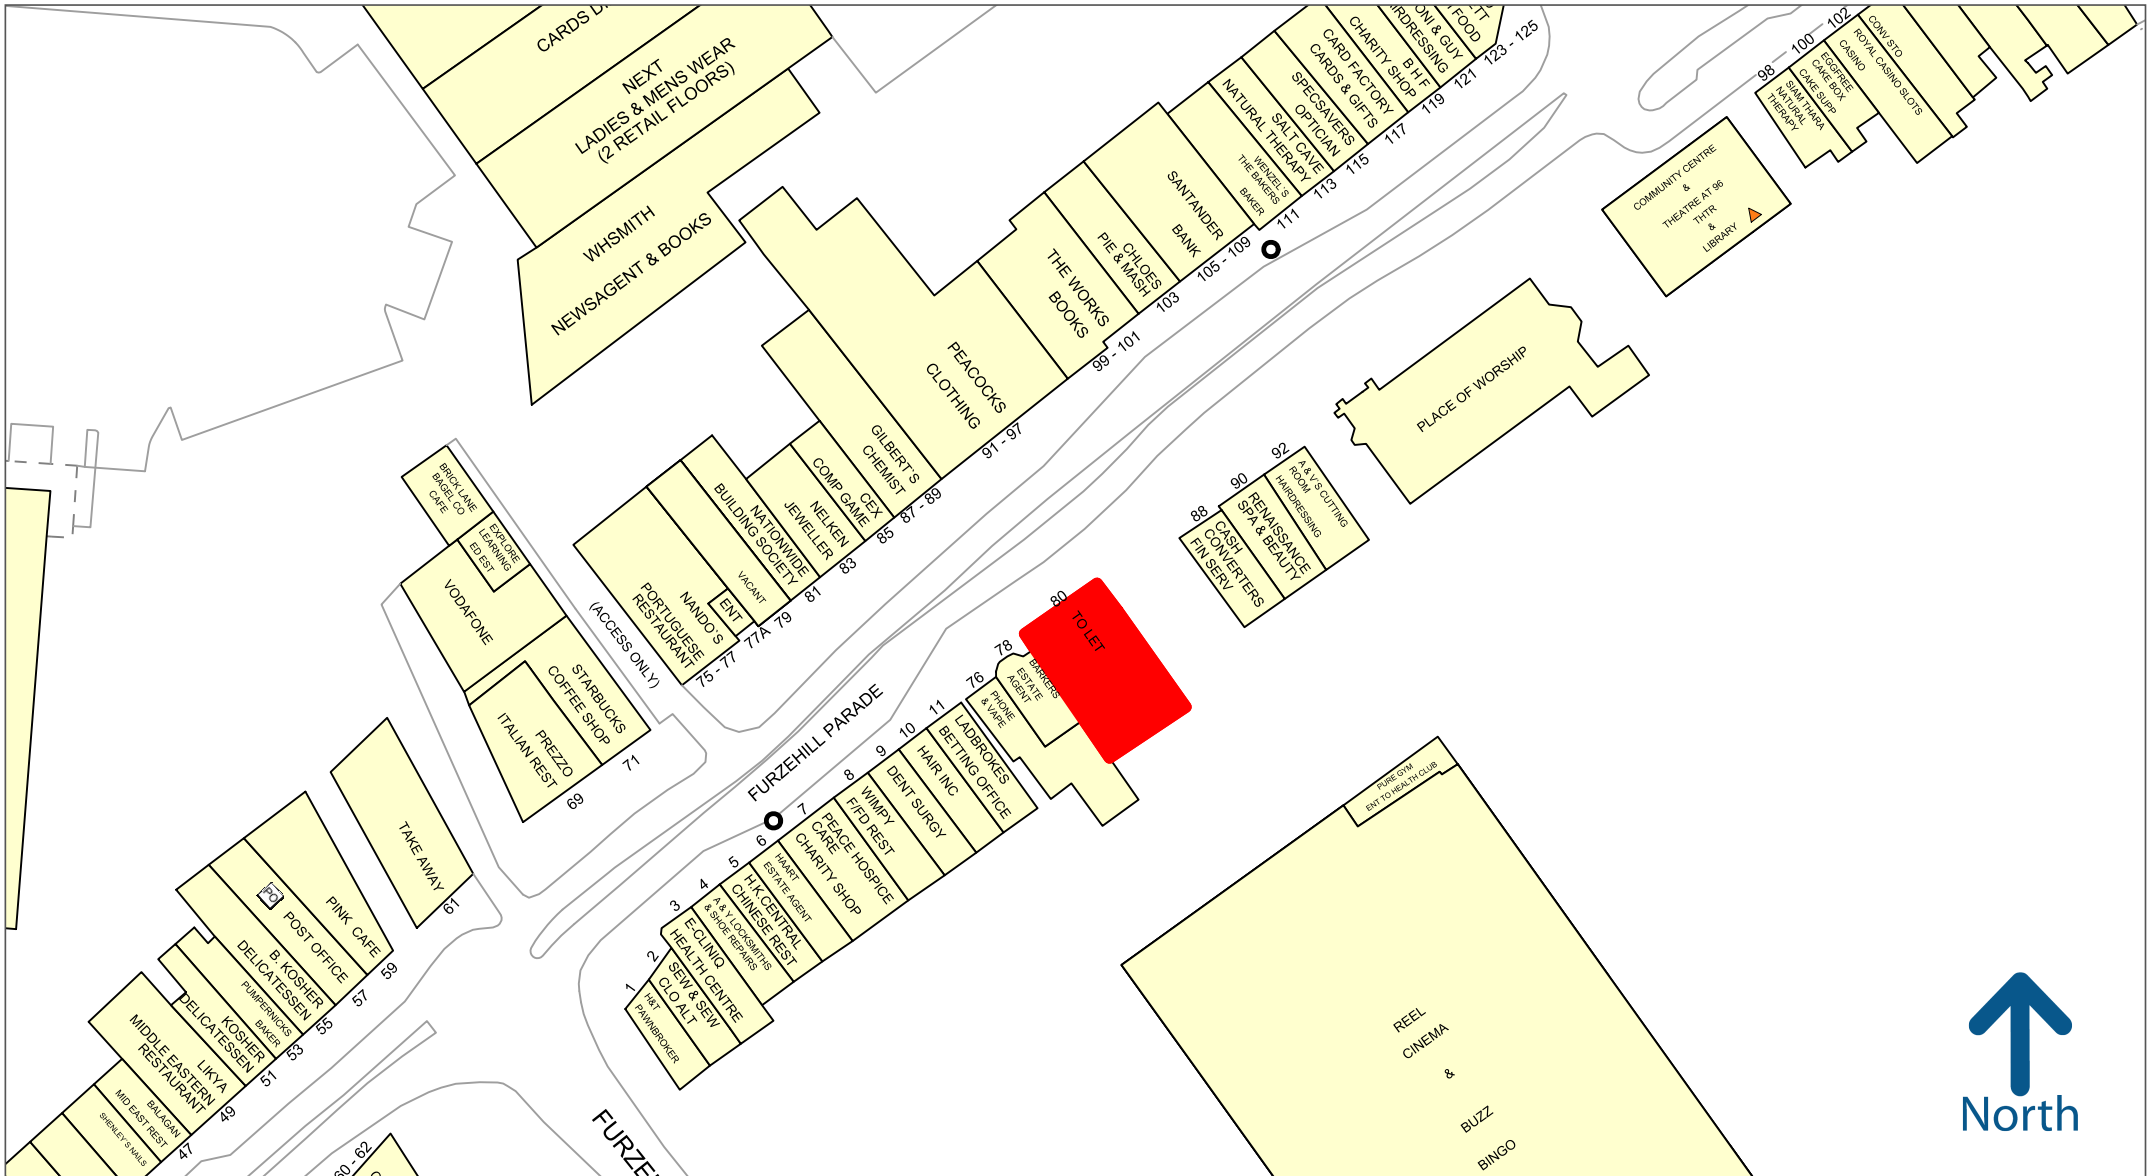 NEXT
LADIES & MENS WEAR
(2 RETAIL FLOORS)
WHSMITH
NEWSAGENT & BOOKS
CHARITY SHOP
B H F
CARD FACTORY
CARDS & GIFTS
SPECSAVERS
OPTICIAN
SALT CAVE
NATURAL THERAPY
WENZEL'S
THE BAKERS
BAKER
SANTANDER
BANK
CHLOES
PIE & MASH
THE WORKS
BOOKS
PEACOCKS
CLOTHING
GILBERT'S
CHEMIST
CEX
COMP GAME
NELKEN
JEWELLER
NATIONWIDE
BUILDING SOCIETY
VACANT
ENT
NANDO'S
PORTUGUESE
RESTAURANT
123 - 125
121
119
117
115
113
111
105 - 109
103
99 - 101
91 - 97
87 - 89
85
83
81
79
77A
75 - 77
(ACCESS ONLY)
BRICK LANE
BAGEL CO
CAFE
EXPLORE
LEARNING
ED EST
VODAFONE
STARBUCKS
COFFEE SHOP
PREZZO
ITALIAN REST
71
69
TAKE AWAY
61
PINK CAFE
59
PO
POST OFFICE
57
B. KOSHER
DELICATESSEN
55
PUMPERNICKS
BAKER
53
KOSHER
DELICATESSEN
51
LIKYA
MIDDLE EASTERN
RESTAURANT
49
BALAGAN
MID EAST REST
47
SHENLEY'S NAILS
60 - 62
FURZEHILL PARADE
1
H&T
PAWNBROKER
2
SEW & SEW
CLO ALT
3
E-CLINIQ
HEALTH CENTRE
4
A & Y LOCKSMITHS
& SHOE REPAIRS
5
H.K.CENTRAL
CHINESE REST
6
HAART
ESTATE AGENT
7
PEACE HOSPICE
CARE
CHARITY SHOP
8
WIMPY
F/FD REST
9
DENT SURGY
10
HAIR INC
11
LADBROKES
BETTING OFFICE
76
PHONE
& VAPE
78
BARKERS
ESTATE
AGENT
80
TO LET
88
CASH
CONVERTERS
FIN SERV
90
RENAISSANCE
SPA & BEAUTY
92
A & V'S CUTTING
ROOM
HAIRDRESSING
PLACE OF WORSHIP
COMMUNITY CENTRE
&
THEATRE AT 96
THTR
&
LIBRARY
98
SIAM THARA
NATURAL
THERAPY
EGGFREE
CAKE BOX
CAKE SUPP
100
CASINO
ROYAL CASINO SLOTS
CONV STO
102
PURE GYM
ENT TO HEALTH CLUB
REEL
CINEMA
&
BUZZ
BINGO
North